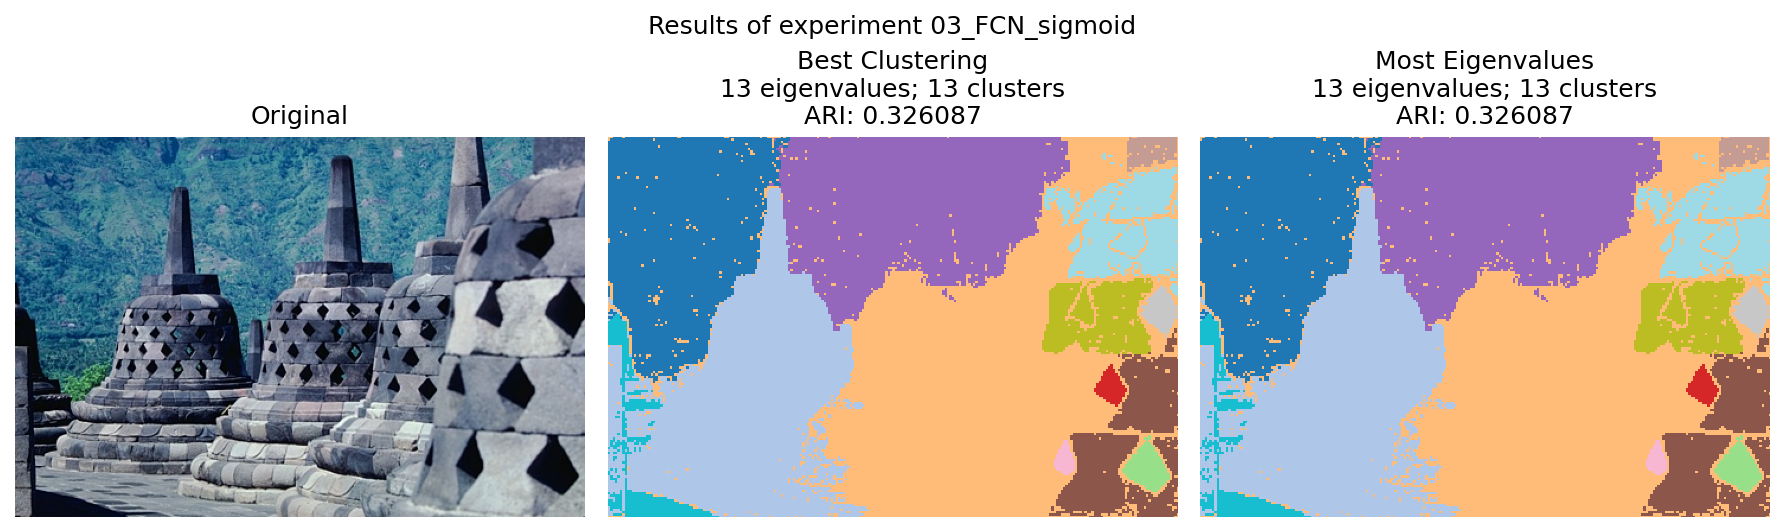 Results of experiment 03_FCN_sigmoid
Original
Best Clustering
13 eigenvalues; 13 clusters
ARI: 0.326087
Most Eigenvalues
13 eigenvalues; 13 clusters
ARI: 0.326087